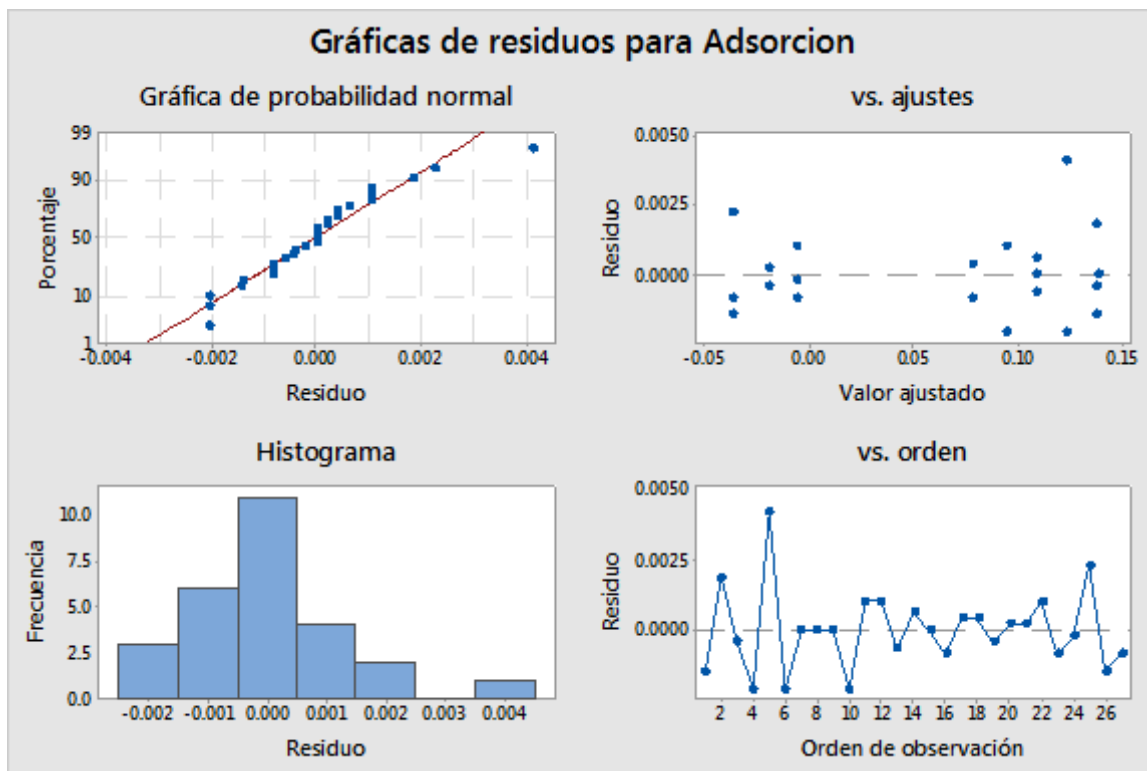 Gráficas de residuos para Adsorcion
Gráfica de probabilidad normal
99
90
50
10
1
Porcentaje
-0.004 -0.002 0.000 0.002 0.004
Residuo
vs. ajustes
0.0050
0.0025
0.0000
Residuo
-0.05 0.00 0.05 0.10 0.15
Valor ajustado
Histograma
10.0
7.5
5.0
2.5
0.0
Frecuencia
-0.002 -0.001 0.000 0.001 0.002 0.003 0.004
Residuo
vs. orden
0.0050
0.0025
0.0000
Residuo
2 4 6 8 10 12 14 16 18 20 22 24 26
Orden de observación